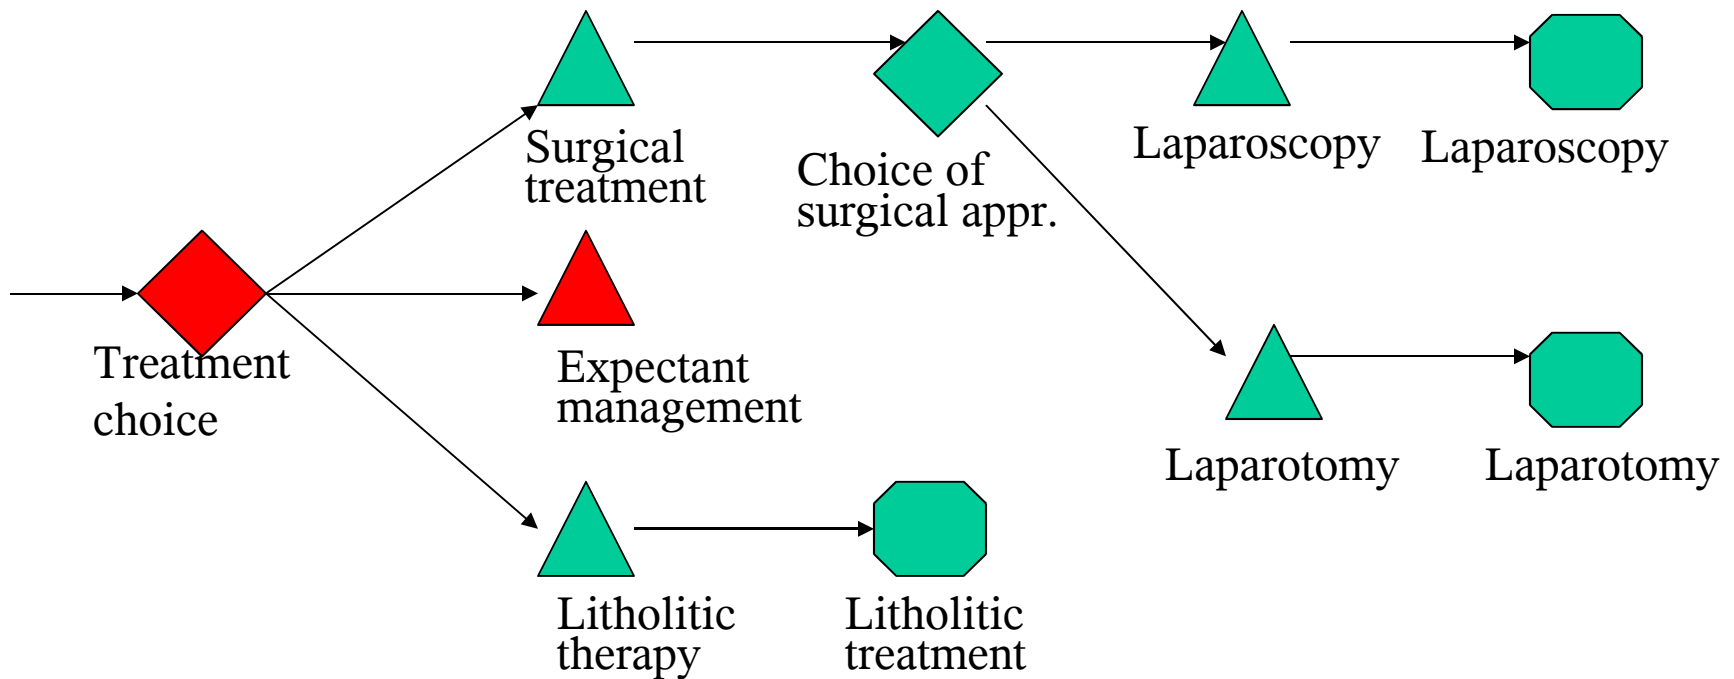 Surgical
treatment
Choice of
surgical appr.
Laparoscopy
Laparoscopy
Treatment
choice
Expectant
management
Laparotomy
Laparotomy
Litholitic
therapy
Litholitic
treatment